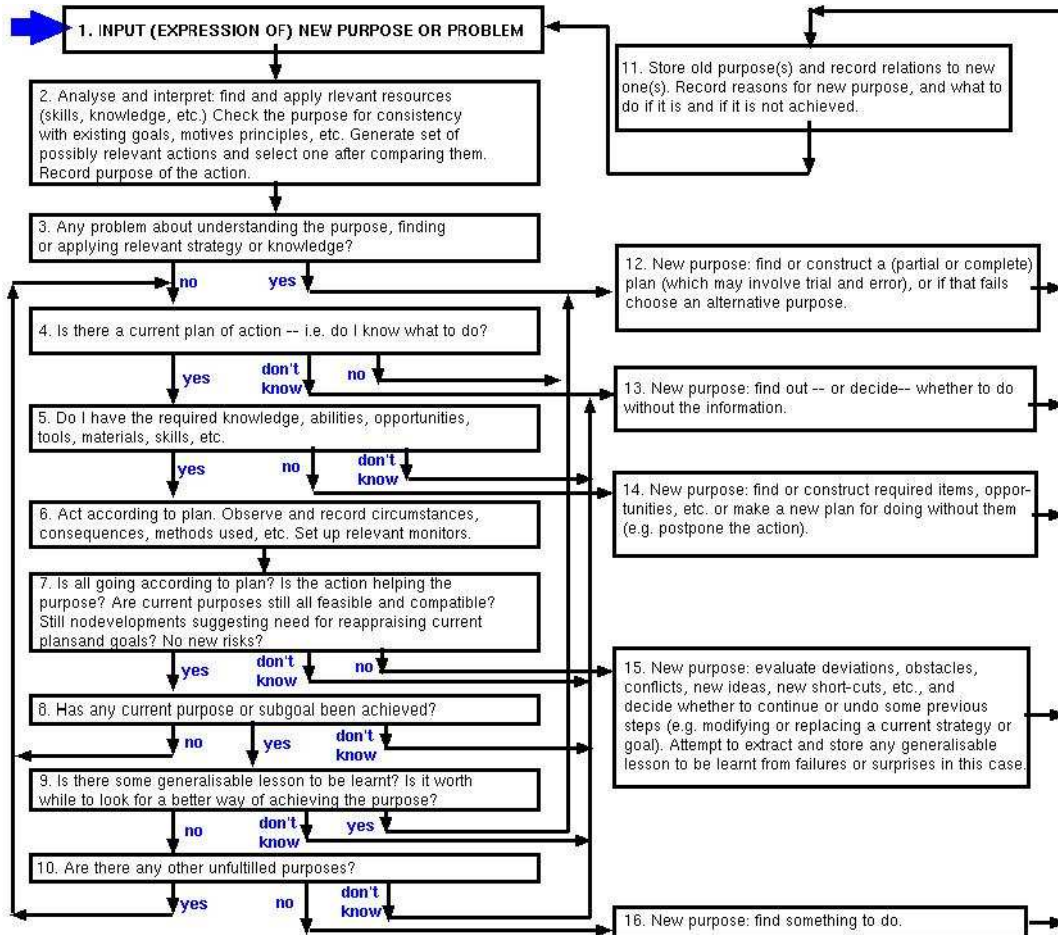 1. INPUT (EXPRESSION OF) NEW PURPOSE OR PROBLEM
2. Analyse and interpret: find and apply rlevant resources
(skills, knowledge, etc.) Check the purpose for consistency
with existing goals, motives principles, etc. Generate set of
possibly relevant actions and select one after comparing them.
Record purpose of the action.
3. Any problem about understanding the purpose, finding
or applying relevant strategy or knowledge?
no
yes
4. Is there a current plan of action -- i.e. do I know what to do?
yes
don't
know
no
5. Do I have the required knowledge, abilities, opportunities,
tools, materials, skills, etc.
yes
no
don't
know
6. Act according to plan. Observe and record circumstances,
consequences, methods used, etc. Set up relevant monitors.
7. Is all going according to plan? Is the action helping the
purpose? Are current purposes still all feasible and compatible?
Still nodevelopments suggesting need for reappraising current
plansand goals? No new risks?
yes
don't
know
no
8. Has any current purpose or subgoal been achieved?
no
yes
don't
know
9. Is there some generalisable lesson to be learnt? Is it worth
while to look for a better way of achieving the purpose?
no
don't
know
yes
10. Are there any other unfultilled purposes?
yes
no
don't
know
11. Store old purpose(s) and record relations to new
one(s). Record reasons for new purpose, and what to
do if it is and if it is not achieved.
12. New purpose: find or construct a (partial or complete)
plan (which may involve trial and error), or if that fails
choose an alternative purpose.
13. New purpose: find out -- or decide-- whether to do
without the information.
14. New purpose: find or construct required items, oppor-
tunities, etc. or make a new plan for doing without them
(e.g. postpone the action).
15. New purpose: evaluate deviations, obstacles,
conflicts, new ideas, new short-cuts, etc., and
decide whether to continue or undo some previous
steps (e.g. modifying or replacing a current strategy or
goal). Attempt to extract and store any generalisable
lesson to be learnt from failures or surprises in this case.
16. New purpose: find something to do.